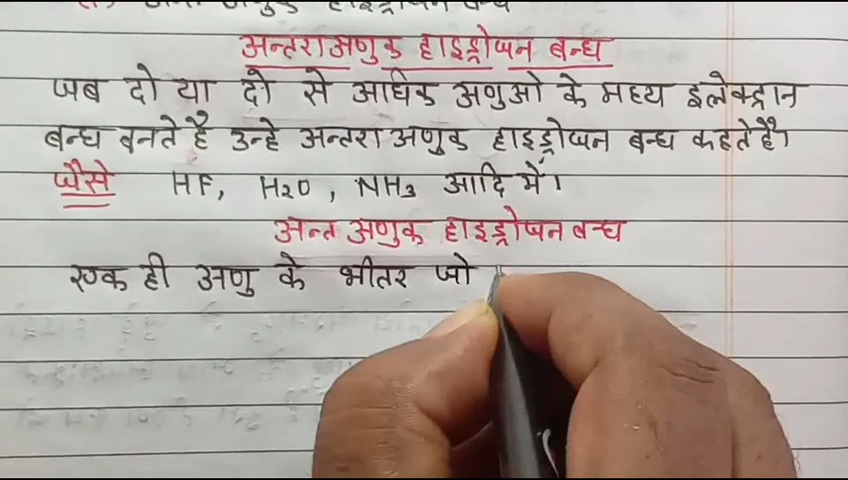 अन्तराअणुक हाइड्रोजन बन्ध
जब दो या दो से अधिक अणुओ के मध्य इलेक्ट्रान
बन्ध बनते है उन्हे अन्तरा अणुक हाइड्रोजन बन्ध कहते हैं।
जैसे HF, H2O, NH3 आदि में।
अन्त अणुक हाइड्रोजन बन्ध
एक ही अणु के भीतर जो